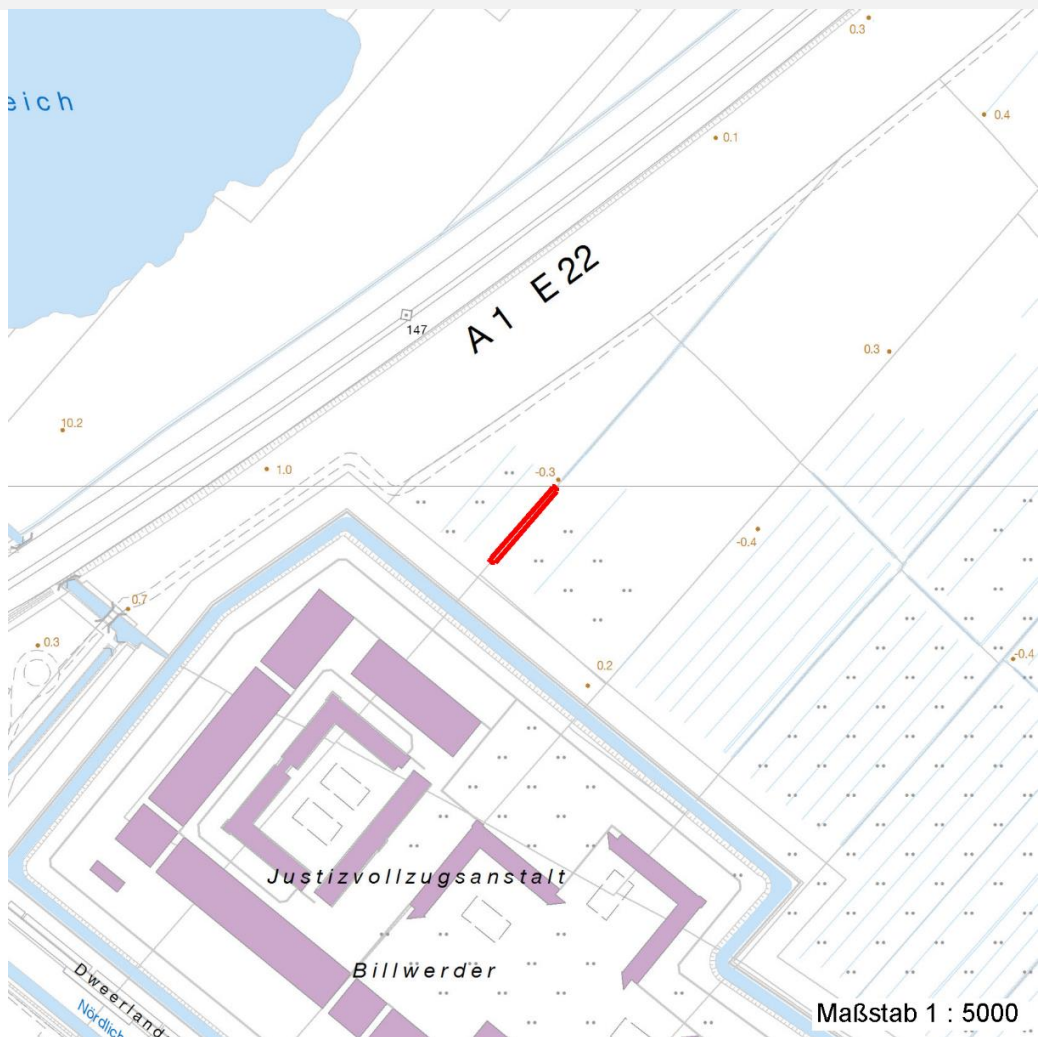 0.3
eich
0.4
0.1
A 1 E 22
147
0.3
10.2
1.0
-0.3
-0.4
0.7
0.3
-0.4
0.2
Justizvollzugsanstalt
Billwerder
Dweerland
Nördlich
Maßstab 1 : 5000